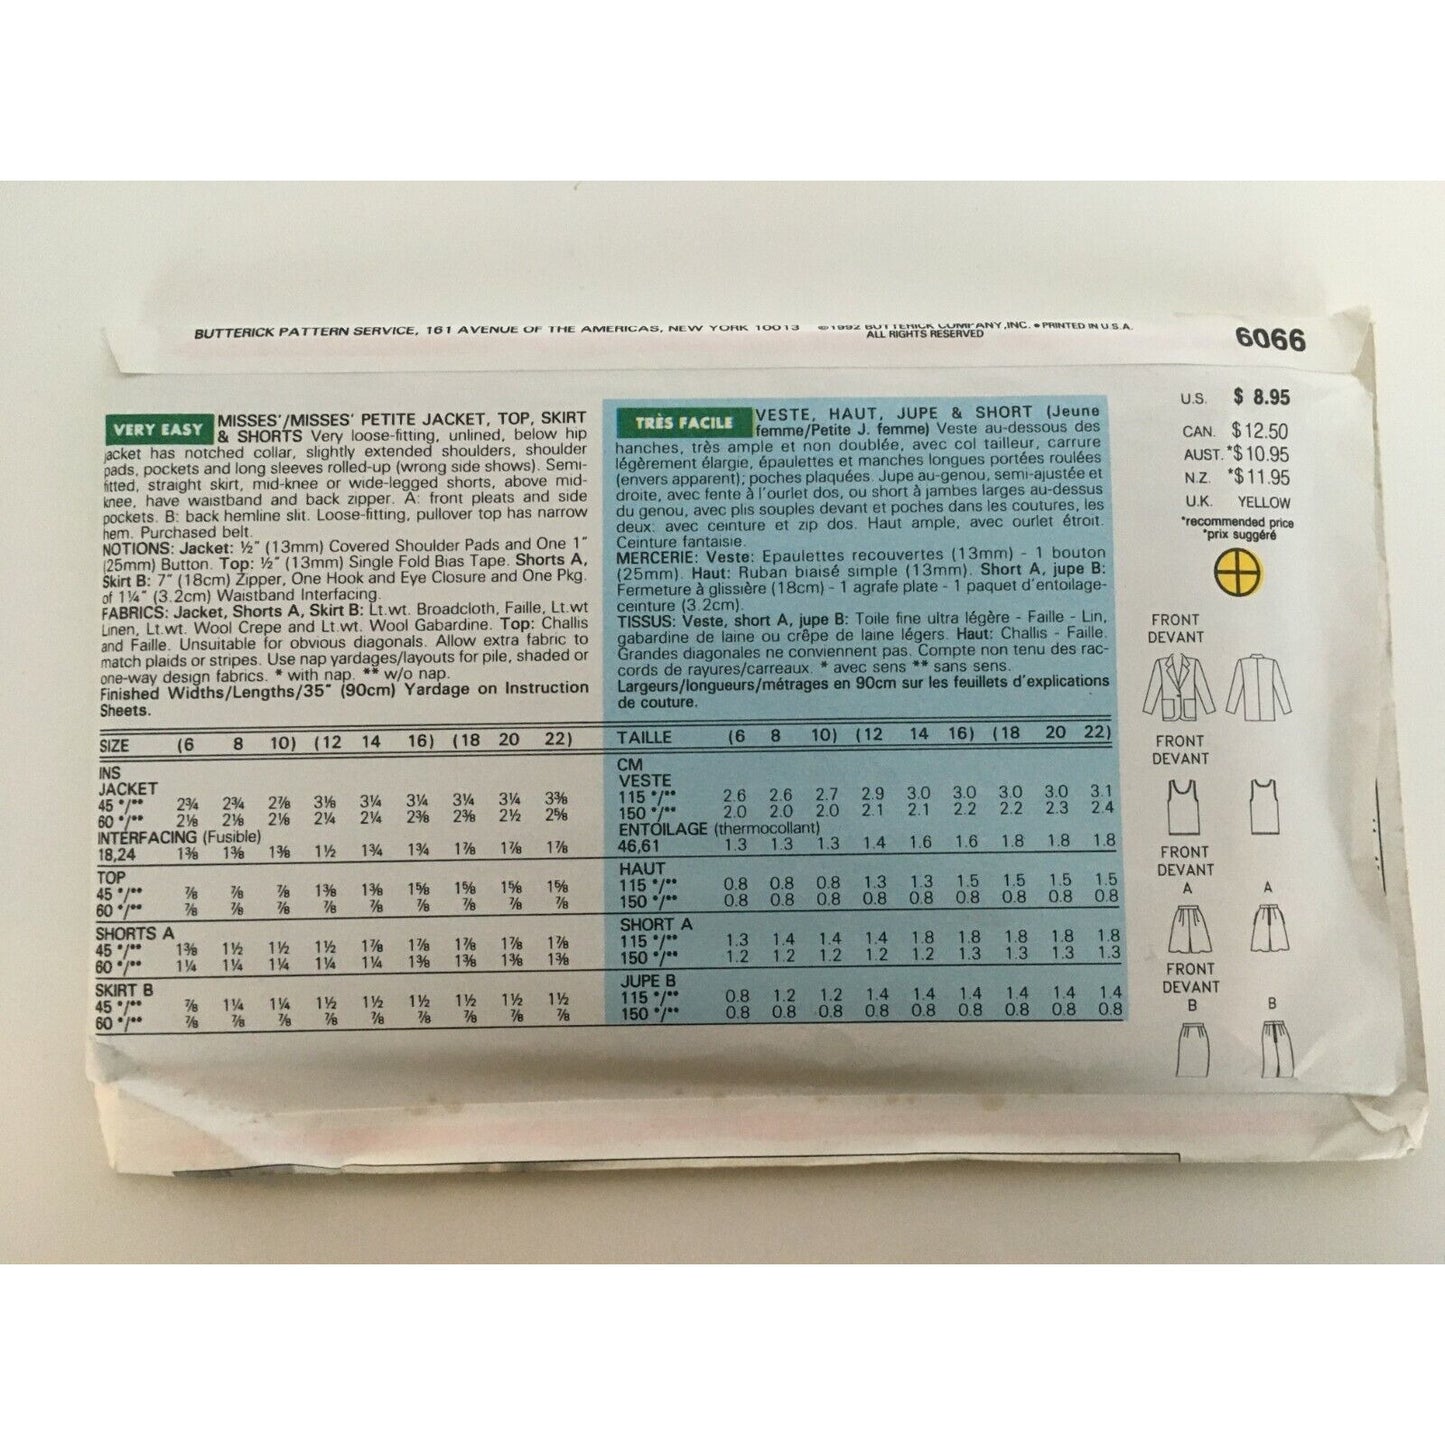 BUTTERICK PATTERN SERVICE, 161 AVENUE OF THE AMERICAS, NEW YORK 10013 ©1992 BUTTERICK COMPANY, INC. • PRINTED IN U.S.A.
ALL RIGHTS RESERVED
6066
VERY EASY
MISSES'/MISSES' PETITE JACKET, TOP, SKIRT
& SHORTS Very loose-fitting, unlined, below hip
jacket has notched collar, slightly extended shoulders, shoulder
pads, pockets and long sleeves rolled-up (wrong side shows). Semi-
fitted, straight skirt, mid-knee or wide-legged shorts, above mid-
knee, have waistband and back zipper. A: front pleats and side
pockets. B: back hemline slit. Loose-fitting, pullover top has narrow
hem. Purchased belt.
NOTIONS: Jacket: ½" (13mm) Covered Shoulder Pads and One 1"
(25mm) Button. Top: ½" (13mm) Single Fold Bias Tape. Shorts A,
Skirt B: 7" (18cm) Zipper, One Hook and Eye Closure and One Pkg.
of 1¼" (3.2cm) Waistband Interfacing.
FABRICS: Jacket, Shorts A, Skirt B: Lt.wt. Broadcloth, Faille, Lt.wt
Linen, Lt.wt. Wool Crepe and Lt.wt. Wool Gabardine. Top: Challis
and Faille. Unsuitable for obvious diagonals. Allow extra fabric to
match plaids or stripes. Use nap yardages/layouts for pile, shaded or
one-way design fabrics. * with nap. ** w/o nap.
Finished Widths/Lengths/35" (90cm) Yardage on Instruction
Sheets.
SIZE (6 8 10) (12 14 16) (18 20 22)
INS
JACKET
45 */** 2¾ 2¾ 2⅞ 3⅛ 3¼ 3¼ 3¼ 3¼ 3⅜
60 */** 2⅛ 2⅛ 2⅛ 2¼ 2¼ 2⅜ 2⅜ 2½ 2⅝
INTERFACING (Fusible)
18,24 1⅜ 1⅜ 1⅜ 1½ 1¾ 1¾ 1⅞ 1⅞ 1⅞
TOP
45 */** ⅞ ⅞ ⅞ 1⅜ 1⅜ 1⅝ 1⅝ 1⅝ 1⅝
60 */** ⅞ ⅞ ⅞ ⅞ ⅞ ⅞ ⅞ ⅞ ⅞
SHORTS A
45 */** 1⅜ 1½ 1½ 1½ 1⅞ 1⅞ 1⅞ 1⅞ 1⅞
60 */** 1¼ 1¼ 1¼ 1¼ 1¼ 1⅜ 1⅜ 1⅜ 1⅜
SKIRT B
45 */** ⅞ 1¼ 1¼ 1½ 1½ 1½ 1½ 1½ 1½
60 */** ⅞ ⅞ ⅞ ⅞ ⅞ ⅞ ⅞ ⅞ ⅞
TRÈS FACILE
VESTE, HAUT, JUPE & SHORT (Jeune
femme/Petite J. femme) Veste au-dessous des
hanches, très ample et non doublée, avec col tailleur, carrure
légèrement élargie, épaulettes et manches longues portées roulées
(envers apparent); poches plaquées. Jupe au-genou, semi-ajustée et
droite, avec fente à l'ourlet dos, ou short à jambes larges au-dessus
du genou, avec plis souples devant et poches dans les coutures, les
deux: avec ceinture et zip dos. Haut ample, avec ourlet étroit.
Ceinture fantaisie.
MERCERIE: Veste: Epaulettes recouvertes (13mm) - 1 bouton
(25mm). Haut: Ruban biaisé simple (13mm). Short A, jupe B:
Fermeture à glissière (18cm) - 1 agrafe plate - 1 paquet d'entoilage-
ceinture (3.2cm).
TISSUS: Veste, short A, jupe B: Toile fine ultra légère - Faille - Lin,
gabardine de laine ou crêpe de laine légers. Haut: Challis - Faille.
Grandes diagonales ne conviennent pas. Compte non tenu des rac-
cords de rayures/carreaux. * avec sens ** sans sens.
Largeurs/longueurs/métrages en 90cm sur les feuillets d'explications
de couture.
TAILLE (6 8 10) (12 14 16) (18 20 22)
CM
VESTE
115 */** 2.6 2.6 2.7 2.9 3.0 3.0 3.0 3.0 3.1
150 */** 2.0 2.0 2.0 2.1 2.1 2.2 2.2 2.3 2.4
ENTOILAGE (thermocollant)
46,61 1.3 1.3 1.3 1.4 1.6 1.6 1.8 1.8 1.8
HAUT
115 */** 0.8 0.8 0.8 1.3 1.3 1.5 1.5 1.5 1.5
150 */** 0.8 0.8 0.8 0.8 0.8 0.8 0.8 0.8 0.8
SHORT A
115 */** 1.3 1.4 1.4 1.4 1.8 1.8 1.8 1.8 1.8
150 */** 1.2 1.2 1.2 1.2 1.2 1.3 1.3 1.3 1.3
JUPE B
115 */** 0.8 1.2 1.2 1.4 1.4 1.4 1.4 1.4 1.4
150 */** 0.8 0.8 0.8 0.8 0.8 0.8 0.8 0.8 0.8
U.S. $ 8.95
CAN. $ 12.50
AUST. *$ 10.95
N.Z. *$ 11.95
U.K. YELLOW
*recommended price
*prix suggéré
FRONT
DEVANT
FRONT
DEVANT
FRONT
DEVANT
A A
FRONT
DEVANT
B B